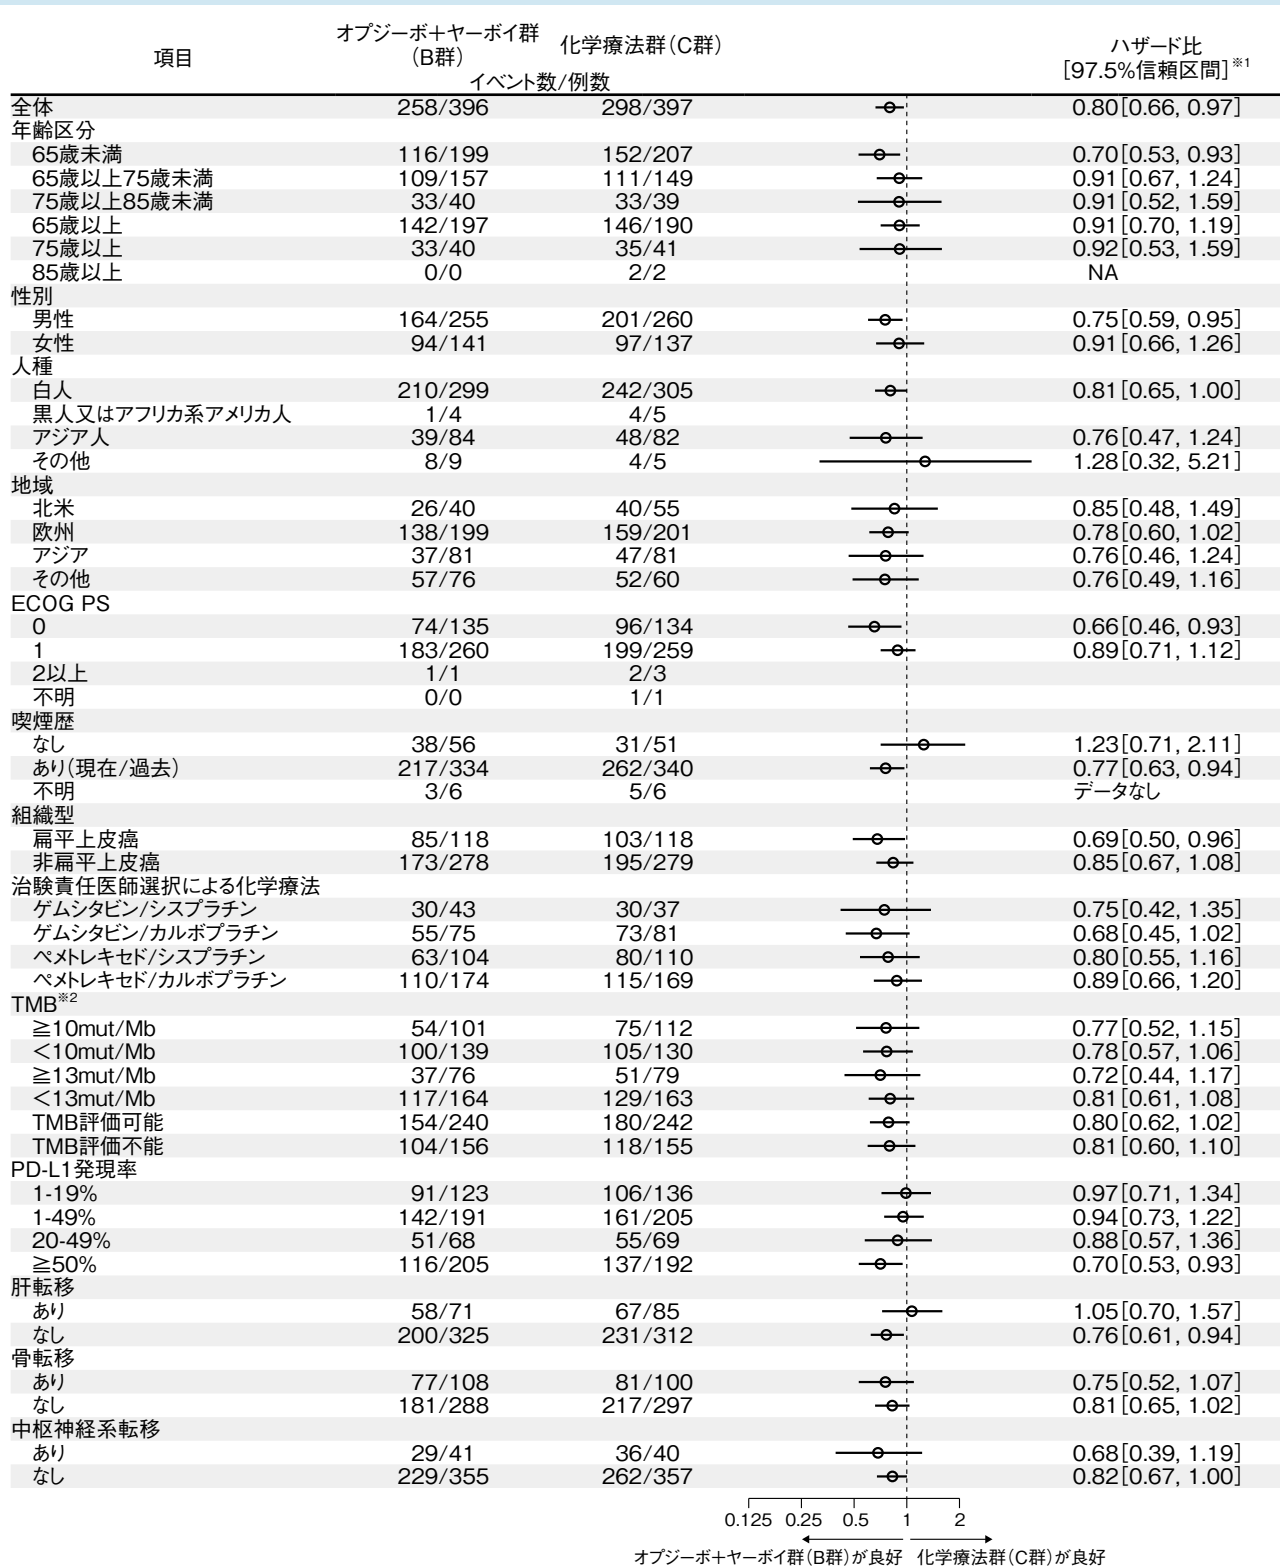 項目 オプジーボ+ヤーボイ群(B群) 化学療法群(C群) ハザード比[97.5%信頼区間]※1
イベント数/例数
全体 258/396 298/397 0.80[0.66, 0.97]
年齢区分
65歳未満 116/199 152/207 0.70[0.53, 0.93]
65歳以上75歳未満 109/157 111/149 0.91[0.67, 1.24]
75歳以上85歳未満 33/40 33/39 0.91[0.52, 1.59]
65歳以上 142/197 146/190 0.91[0.70, 1.19]
75歳以上 33/40 35/41 0.92[0.53, 1.59]
85歳以上 0/0 2/2 NA
性別
男性 164/255 201/260 0.75[0.59, 0.95]
女性 94/141 97/137 0.91[0.66, 1.26]
人種
白人 210/299 242/305 0.81[0.65, 1.00]
黒人又はアフリカ系アメリカ人 1/4 4/5
アジア人 39/84 48/82 0.76[0.47, 1.24]
その他 8/9 4/5 1.28[0.32, 5.21]
地域
北米 26/40 40/55 0.85[0.48, 1.49]
欧州 138/199 159/201 0.78[0.60, 1.02]
アジア 37/81 47/81 0.76[0.46, 1.24]
その他 57/76 52/60 0.76[0.49, 1.16]
ECOG PS
0 74/135 96/134 0.66[0.46, 0.93]
1 183/260 199/259 0.89[0.71, 1.12]
2以上 1/1 2/3
不明 0/0 1/1
喫煙歴
なし 38/56 31/51 1.23[0.71, 2.11]
あり(現在/過去) 217/334 262/340 0.77[0.63, 0.94]
不明 3/6 5/6 データなし
組織型
扁平上皮癌 85/118 103/118 0.69[0.50, 0.96]
非扁平上皮癌 173/278 195/279 0.85[0.67, 1.08]
治験責任医師選択による化学療法
ゲムシタビン/シスプラチン 30/43 30/37 0.75[0.42, 1.35]
ゲムシタビン/カルボプラチン 55/75 73/81 0.68[0.45, 1.02]
ペメトレキセド/シスプラチン 63/104 80/110 0.80[0.55, 1.16]
ペメトレキセド/カルボプラチン 110/174 115/169 0.89[0.66, 1.20]
TMB※2
≧10mut/Mb 54/101 75/112 0.77[0.52, 1.15]
<10mut/Mb 100/139 105/130 0.78[0.57, 1.06]
≧13mut/Mb 37/76 51/79 0.72[0.44, 1.17]
<13mut/Mb 117/164 129/163 0.81[0.61, 1.08]
TMB評価可能 154/240 180/242 0.80[0.62, 1.02]
TMB評価不能 104/156 118/155 0.81[0.60, 1.10]
PD-L1発現率
1-19% 91/123 106/136 0.97[0.71, 1.34]
1-49% 142/191 161/205 0.94[0.73, 1.22]
20-49% 51/68 55/69 0.88[0.57, 1.36]
≧50% 116/205 137/192 0.70[0.53, 0.93]
肝転移
あり 58/71 67/85 1.05[0.70, 1.57]
なし 200/325 231/312 0.76[0.61, 0.94]
骨転移
あり 77/108 81/100 0.75[0.52, 1.07]
なし 181/288 217/297 0.81[0.65, 1.02]
中枢神経系転移
あり 29/41 36/40 0.68[0.39, 1.19]
なし 229/355 262/357 0.82[0.67, 1.00]
0.125 0.25 0.5 1 2
オプジーボ+ヤーボイ群(B群)が良好 化学療法群(C群)が良好